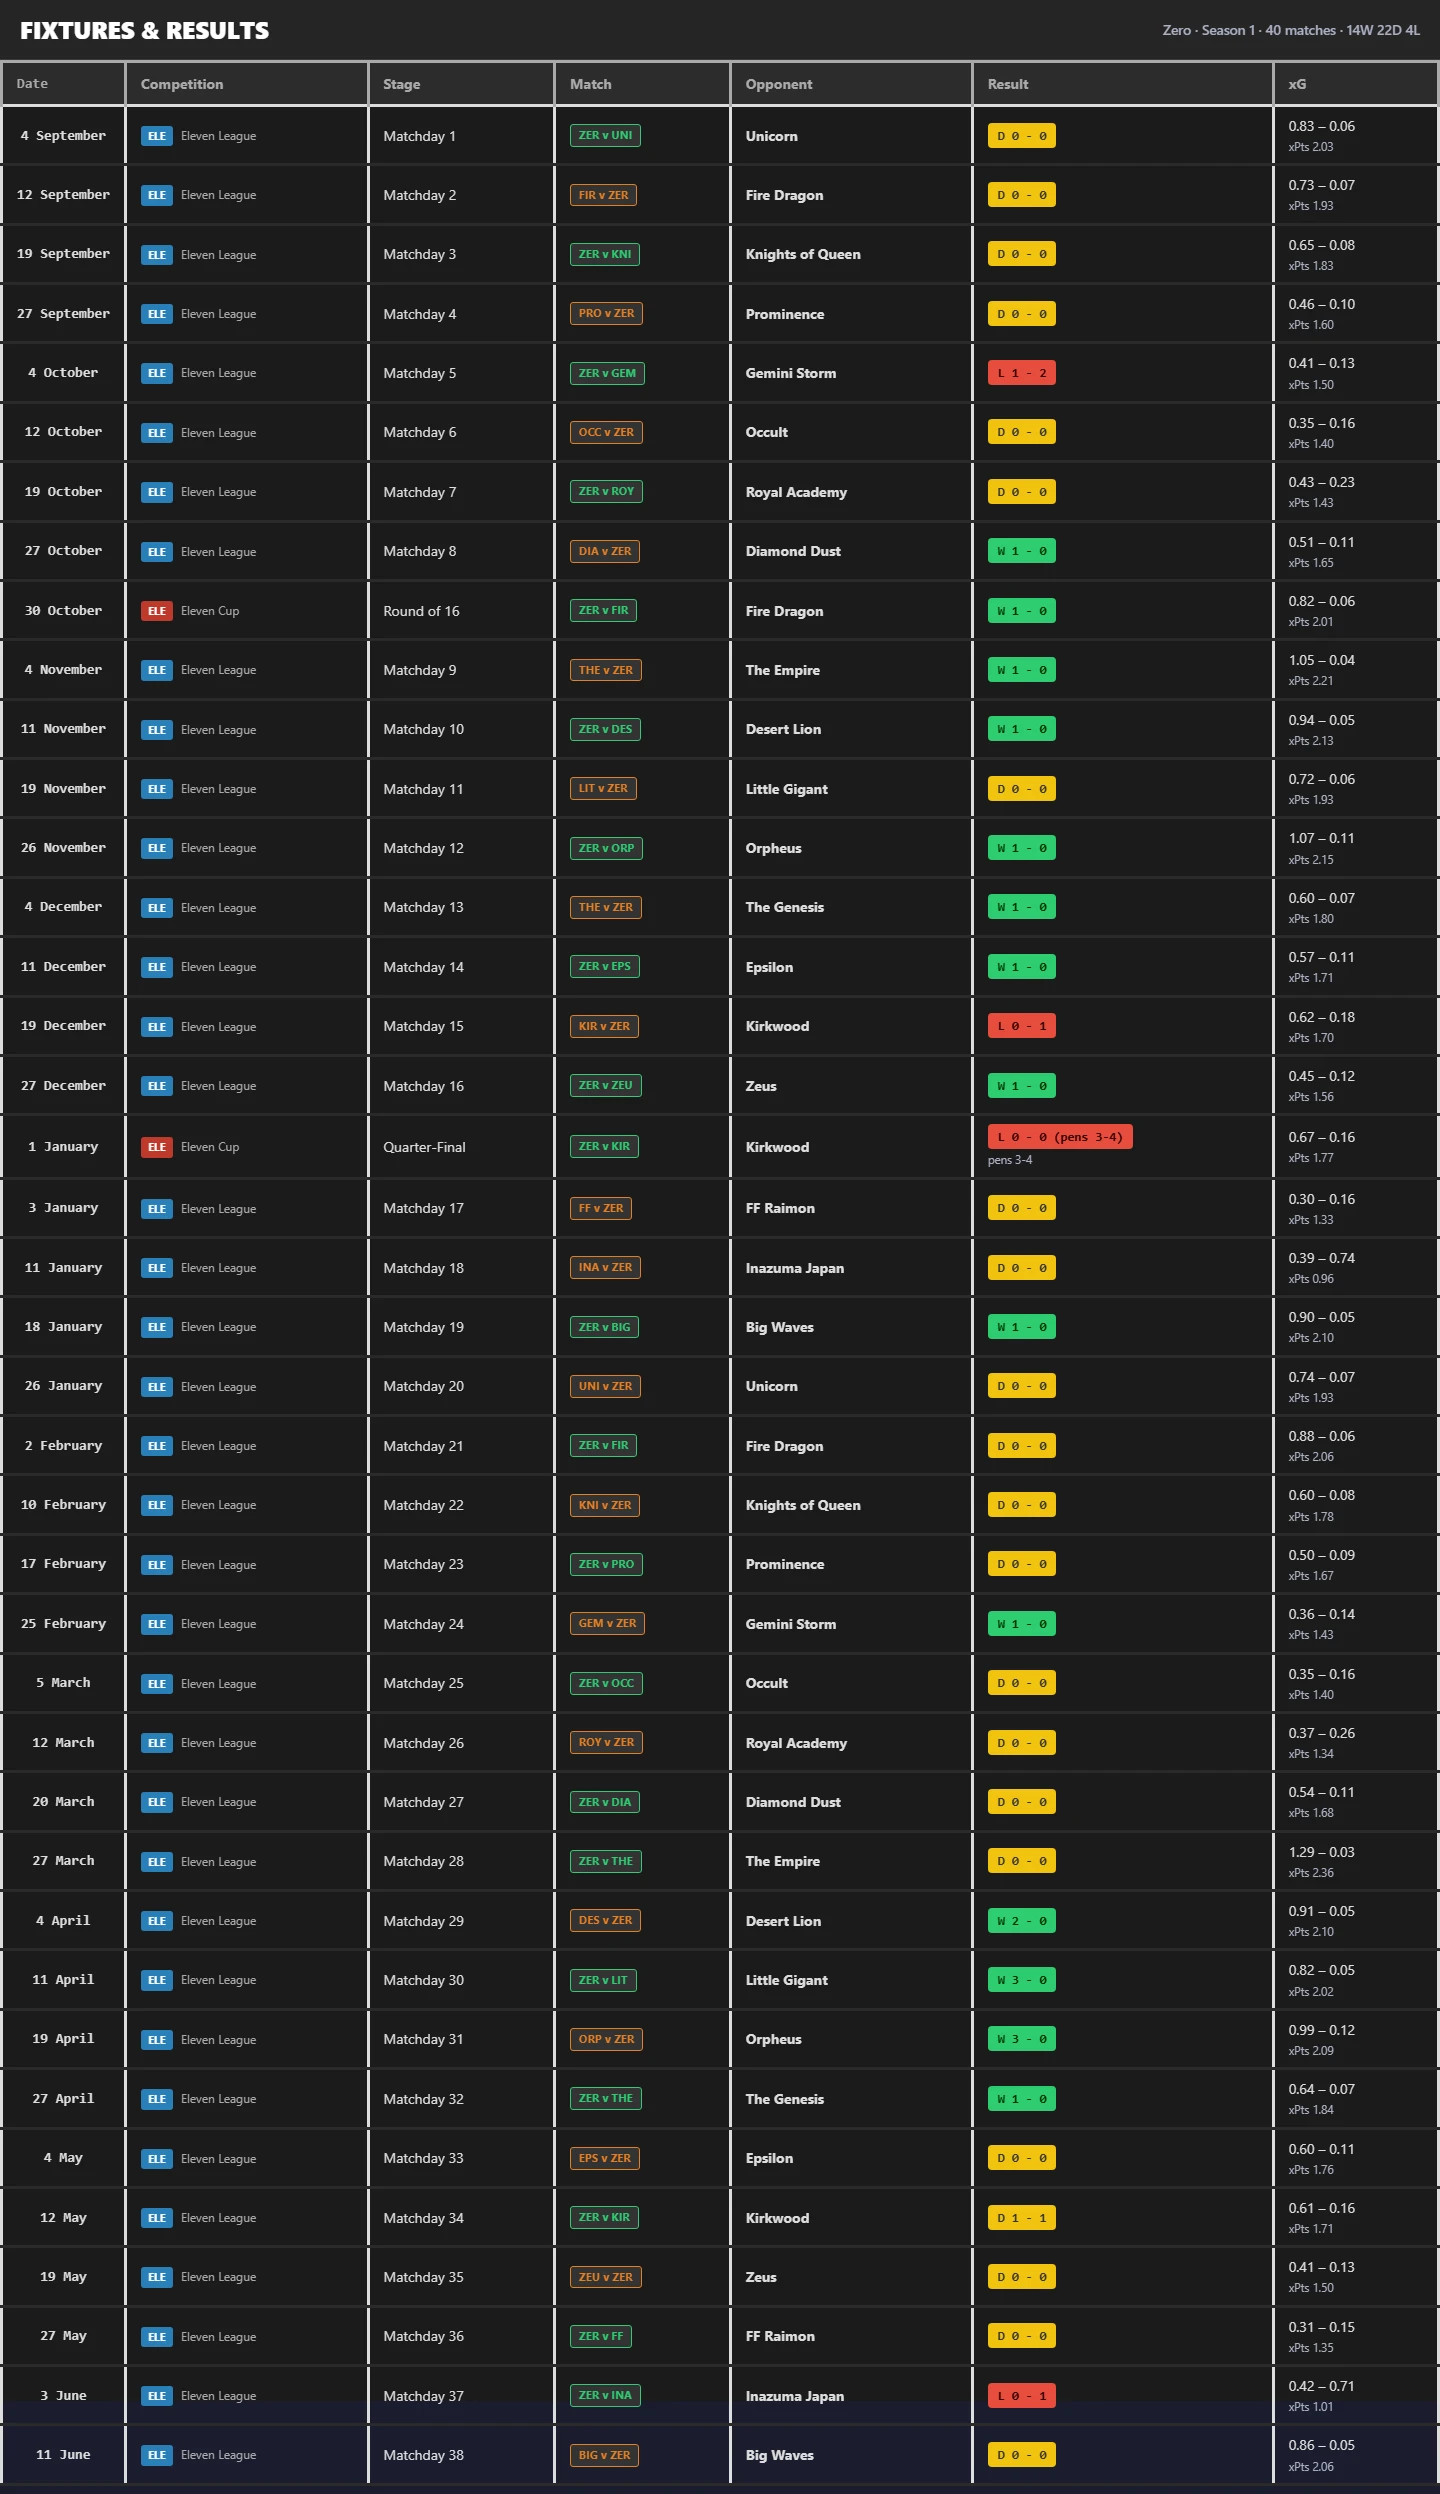 FIXTURES & RESULTS
Zero · Season 1 · 40 matches · 14W 22D 4L
Date Competition Stage Match Opponent Result xG
4 September ELE Eleven League Matchday 1 ZER v UNI Unicorn D 0 - 0 0.83 – 0.06
xPts 2.03
12 September ELE Eleven League Matchday 2 FIR v ZER Fire Dragon D 0 - 0 0.73 – 0.07
xPts 1.93
19 September ELE Eleven League Matchday 3 ZER v KNI Knights of Queen D 0 - 0 0.65 – 0.08
xPts 1.83
27 September ELE Eleven League Matchday 4 PRO v ZER Prominence D 0 - 0 0.46 – 0.10
xPts 1.60
4 October ELE Eleven League Matchday 5 ZER v GEM Gemini Storm L 1 - 2 0.41 – 0.13
xPts 1.50
12 October ELE Eleven League Matchday 6 OCC v ZER Occult D 0 - 0 0.35 – 0.16
xPts 1.40
19 October ELE Eleven League Matchday 7 ZER v ROY Royal Academy D 0 - 0 0.43 – 0.23
xPts 1.43
27 October ELE Eleven League Matchday 8 DIA v ZER Diamond Dust W 1 - 0 0.51 – 0.11
xPts 1.65
30 October ELE Eleven Cup Round of 16 ZER v FIR Fire Dragon W 1 - 0 0.82 – 0.06
xPts 2.01
4 November ELE Eleven League Matchday 9 THE v ZER The Empire W 1 - 0 1.05 – 0.04
xPts 2.21
11 November ELE Eleven League Matchday 10 ZER v DES Desert Lion W 1 - 0 0.94 – 0.05
xPts 2.13
19 November ELE Eleven League Matchday 11 LIT v ZER Little Gigant D 0 - 0 0.72 – 0.06
xPts 1.93
26 November ELE Eleven League Matchday 12 ZER v ORP Orpheus W 1 - 0 1.07 – 0.11
xPts 2.15
4 December ELE Eleven League Matchday 13 THE v ZER The Genesis W 1 - 0 0.60 – 0.07
xPts 1.80
11 December ELE Eleven League Matchday 14 ZER v EPS Epsilon W 1 - 0 0.57 – 0.11
xPts 1.71
19 December ELE Eleven League Matchday 15 KIR v ZER Kirkwood L 0 - 1 0.62 – 0.18
xPts 1.70
27 December ELE Eleven League Matchday 16 ZER v ZEU Zeus W 1 - 0 0.45 – 0.12
xPts 1.56
1 January ELE Eleven Cup Quarter-Final ZER v KIR Kirkwood L 0 - 0 (pens 3-4) 0.67 – 0.16
pens 3-4 xPts 1.77
3 January ELE Eleven League Matchday 17 FF v ZER FF Raimon D 0 - 0 0.30 – 0.16
xPts 1.33
11 January ELE Eleven League Matchday 18 INA v ZER Inazuma Japan D 0 - 0 0.39 – 0.74
xPts 0.96
18 January ELE Eleven League Matchday 19 ZER v BIG Big Waves W 1 - 0 0.90 – 0.05
xPts 2.10
26 January ELE Eleven League Matchday 20 UNI v ZER Unicorn D 0 - 0 0.74 – 0.07
xPts 1.93
2 February ELE Eleven League Matchday 21 ZER v FIR Fire Dragon D 0 - 0 0.88 – 0.06
xPts 2.06
10 February ELE Eleven League Matchday 22 KNI v ZER Knights of Queen D 0 - 0 0.60 – 0.08
xPts 1.78
17 February ELE Eleven League Matchday 23 ZER v PRO Prominence D 0 - 0 0.50 – 0.09
xPts 1.67
25 February ELE Eleven League Matchday 24 GEM v ZER Gemini Storm W 1 - 0 0.36 – 0.14
xPts 1.43
5 March ELE Eleven League Matchday 25 ZER v OCC Occult D 0 - 0 0.35 – 0.16
xPts 1.40
12 March ELE Eleven League Matchday 26 ROY v ZER Royal Academy D 0 - 0 0.37 – 0.26
xPts 1.34
20 March ELE Eleven League Matchday 27 ZER v DIA Diamond Dust D 0 - 0 0.54 – 0.11
xPts 1.68
27 March ELE Eleven League Matchday 28 ZER v THE The Empire D 0 - 0 1.29 – 0.03
xPts 2.36
4 April ELE Eleven League Matchday 29 DES v ZER Desert Lion W 2 - 0 0.91 – 0.05
xPts 2.10
11 April ELE Eleven League Matchday 30 ZER v LIT Little Gigant W 3 - 0 0.82 – 0.05
xPts 2.02
19 April ELE Eleven League Matchday 31 ORP v ZER Orpheus W 3 - 0 0.99 – 0.12
xPts 2.09
27 April ELE Eleven League Matchday 32 ZER v THE The Genesis W 1 - 0 0.64 – 0.07
xPts 1.84
4 May ELE Eleven League Matchday 33 EPS v ZER Epsilon D 0 - 0 0.60 – 0.11
xPts 1.76
12 May ELE Eleven League Matchday 34 ZER v KIR Kirkwood D 1 - 1 0.61 – 0.16
xPts 1.71
19 May ELE Eleven League Matchday 35 ZEU v ZER Zeus D 0 - 0 0.41 – 0.13
xPts 1.50
27 May ELE Eleven League Matchday 36 ZER v FF FF Raimon D 0 - 0 0.31 – 0.15
xPts 1.35
3 June ELE Eleven League Matchday 37 ZER v INA Inazuma Japan L 0 - 1 0.42 – 0.71
xPts 1.01
11 June ELE Eleven League Matchday 38 BIG v ZER Big Waves D 0 - 0 0.86 – 0.05
xPts 2.06